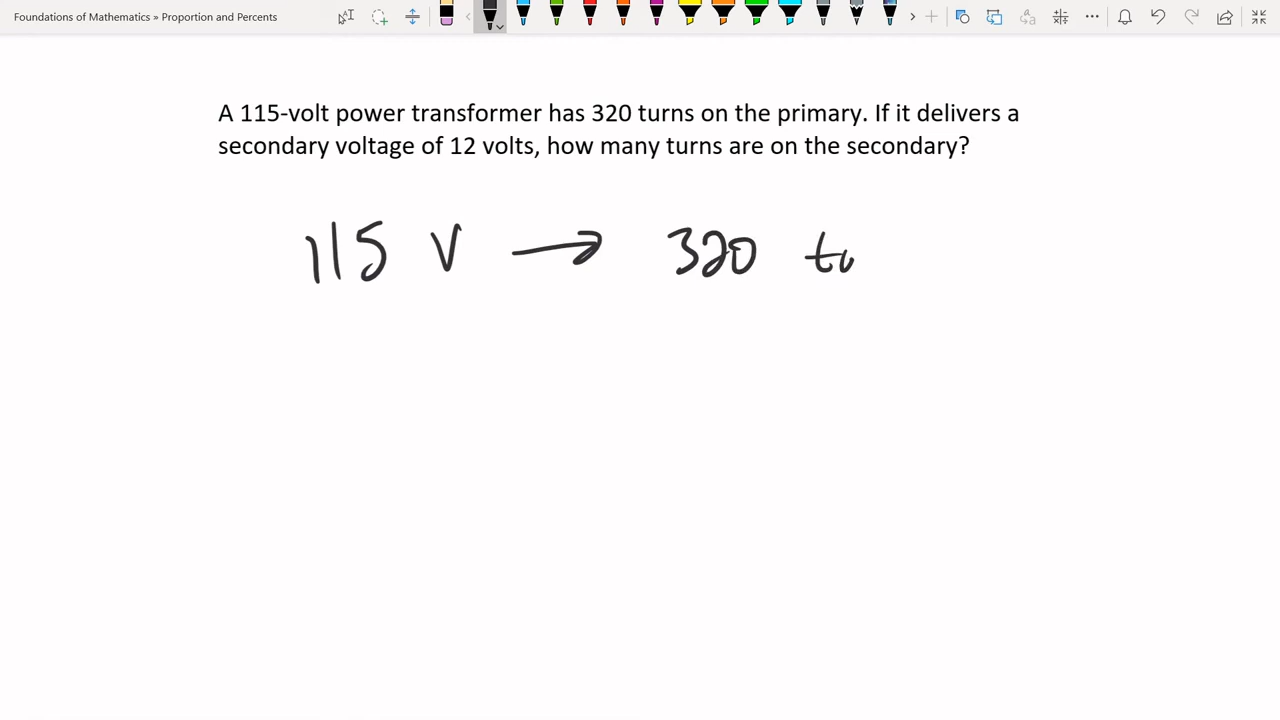 Foundations of Mathematics » Proportion and Percents
A 115-volt power transformer has 320 turns on the primary. If it delivers a
secondary voltage of 12 volts, how many turns are on the secondary?
115 V → 320 tu